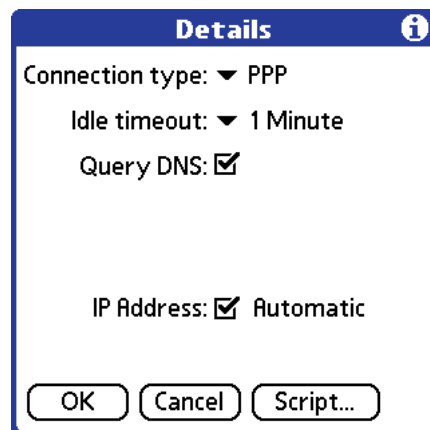 Details
Connection type: PPP
Idle timeout: 1 Minute
Query DNS:
IP Address: Automatic
OK Cancel Script...